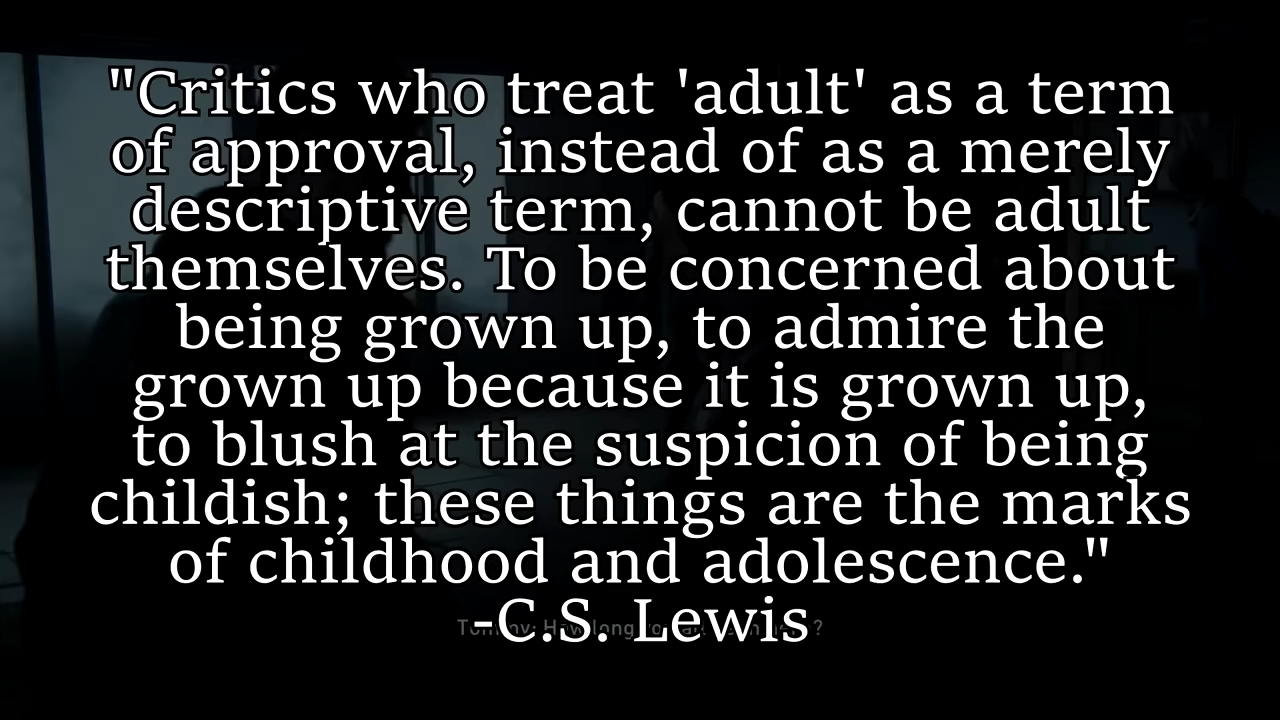 "Critics who treat 'adult' as a term
of approval, instead of as a merely
descriptive term, cannot be adult
themselves. To be concerned about
being grown up, to admire the
grown up because it is grown up,
to blush at the suspicion of being
childish; these things are the marks
of childhood and adolescence."
-C.S. Lewis